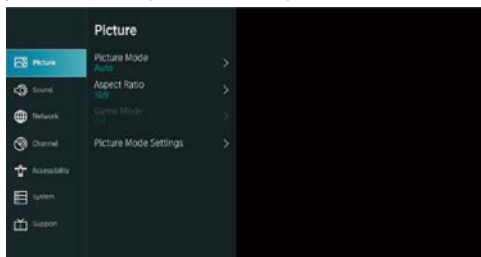 Picture
Picture
Sound
Network
Channel
Accessibility
System
Support
Picture Mode
Auto
Aspect Ratio
16:9
Game Mode
Picture Mode Settings